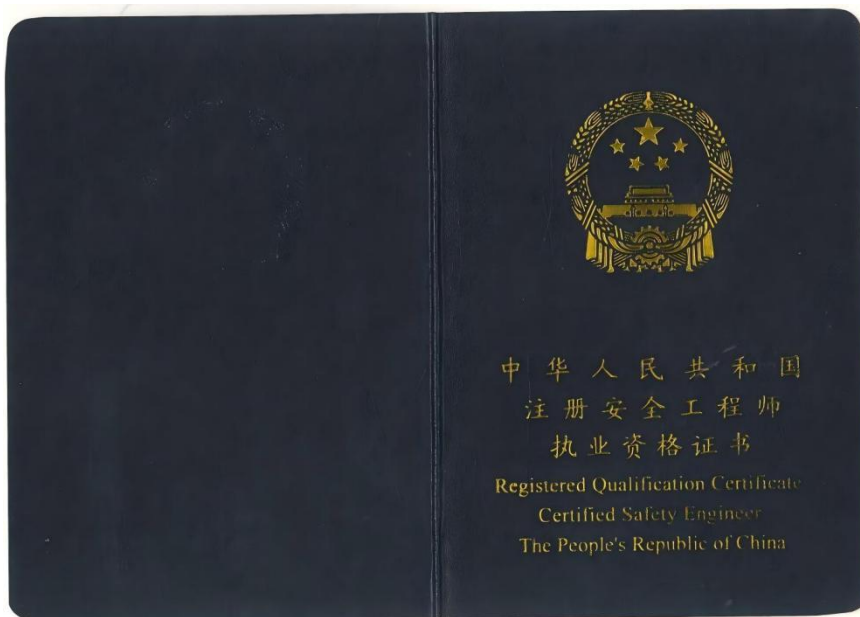 中华人民共和国
注册安全工程师
执业资格证书
Registered Qualification Certificate
Certified Safety Engineer
The People's Republic of China